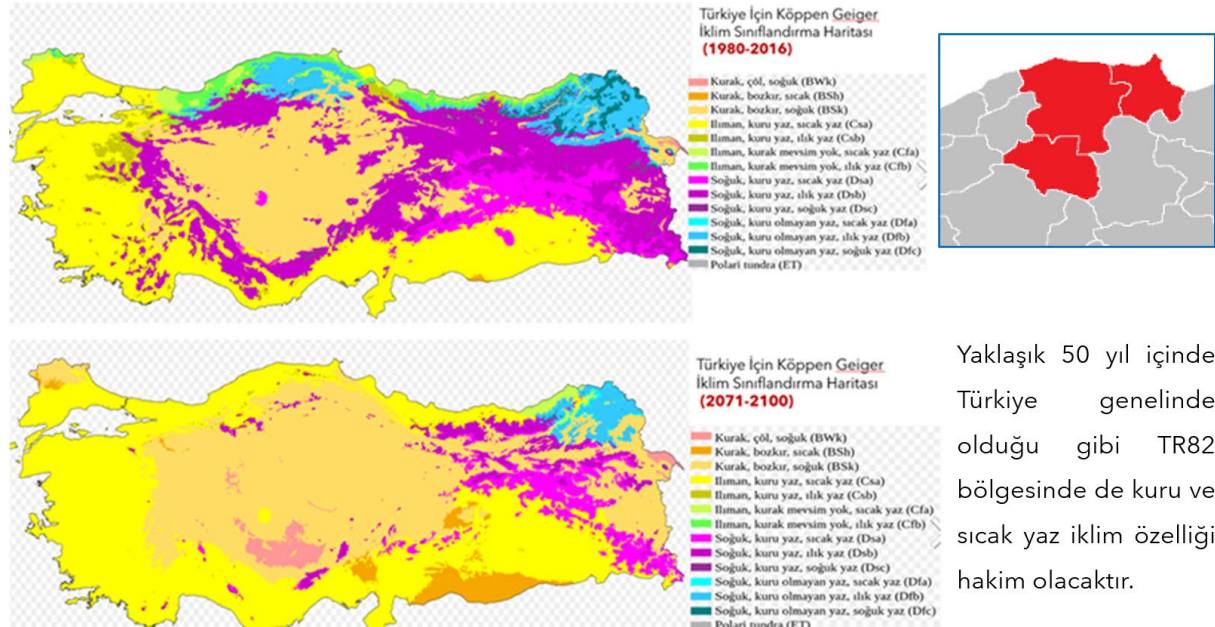 Türkiye İçin Köppen Geiger
İklim Sınıflandırma Haritası
(1980-2016)
Kurak, çöl, soğuk (BWk)
Kurak, bozkır, sıcak (BSh)
Kurak, bozkır, soğuk (BSk)
Ilıman, kuru yaz, sıcak yaz (Csa)
Ilıman, kuru yaz, ılık yaz (Csb)
Ilıman, kurak mevsim yok, sıcak yaz (Cfa)
Ilıman, kurak mevsim yok, ılık yaz (Cfb)
Soğuk, kuru yaz, sıcak yaz (Dsa)
Soğuk, kuru yaz, ılık yaz (Dsb)
Soğuk, kuru yaz, soğuk yaz (Dsc)
Soğuk, kuru olmayan yaz, sıcak yaz (Dfa)
Soğuk, kuru olmayan yaz, ılık yaz (Dfb)
Soğuk, kuru olmayan yaz, soğuk yaz (Dfc)
Polari tundra (ET)
Türkiye İçin Köppen Geiger
İklim Sınıflandırma Haritası
(2071-2100)
Kurak, çöl, soğuk (BWk)
Kurak, bozkır, sıcak (BSh)
Kurak, bozkır, soğuk (BSk)
Ilıman, kuru yaz, sıcak yaz (Csa)
Ilıman, kuru yaz, ılık yaz (Csb)
Ilıman, kurak mevsim yok, sıcak yaz (Cfa)
Ilıman, kurak mevsim yok, ılık yaz (Cfb)
Soğuk, kuru yaz, sıcak yaz (Dsa)
Soğuk, kuru yaz, ılık yaz (Dsb)
Soğuk, kuru yaz, soğuk yaz (Dsc)
Soğuk, kuru olmayan yaz, sıcak yaz (Dfa)
Soğuk, kuru olmayan yaz, ılık yaz (Dfb)
Soğuk, kuru olmayan yaz, soğuk yaz (Dfc)
Polari tundra (ET)
Yaklaşık 50 yıl içinde
Türkiye genelinde
olduğu gibi TR82
bölgesinde de kuru ve
sıcak yaz iklim özelliği
hakim olacaktır.